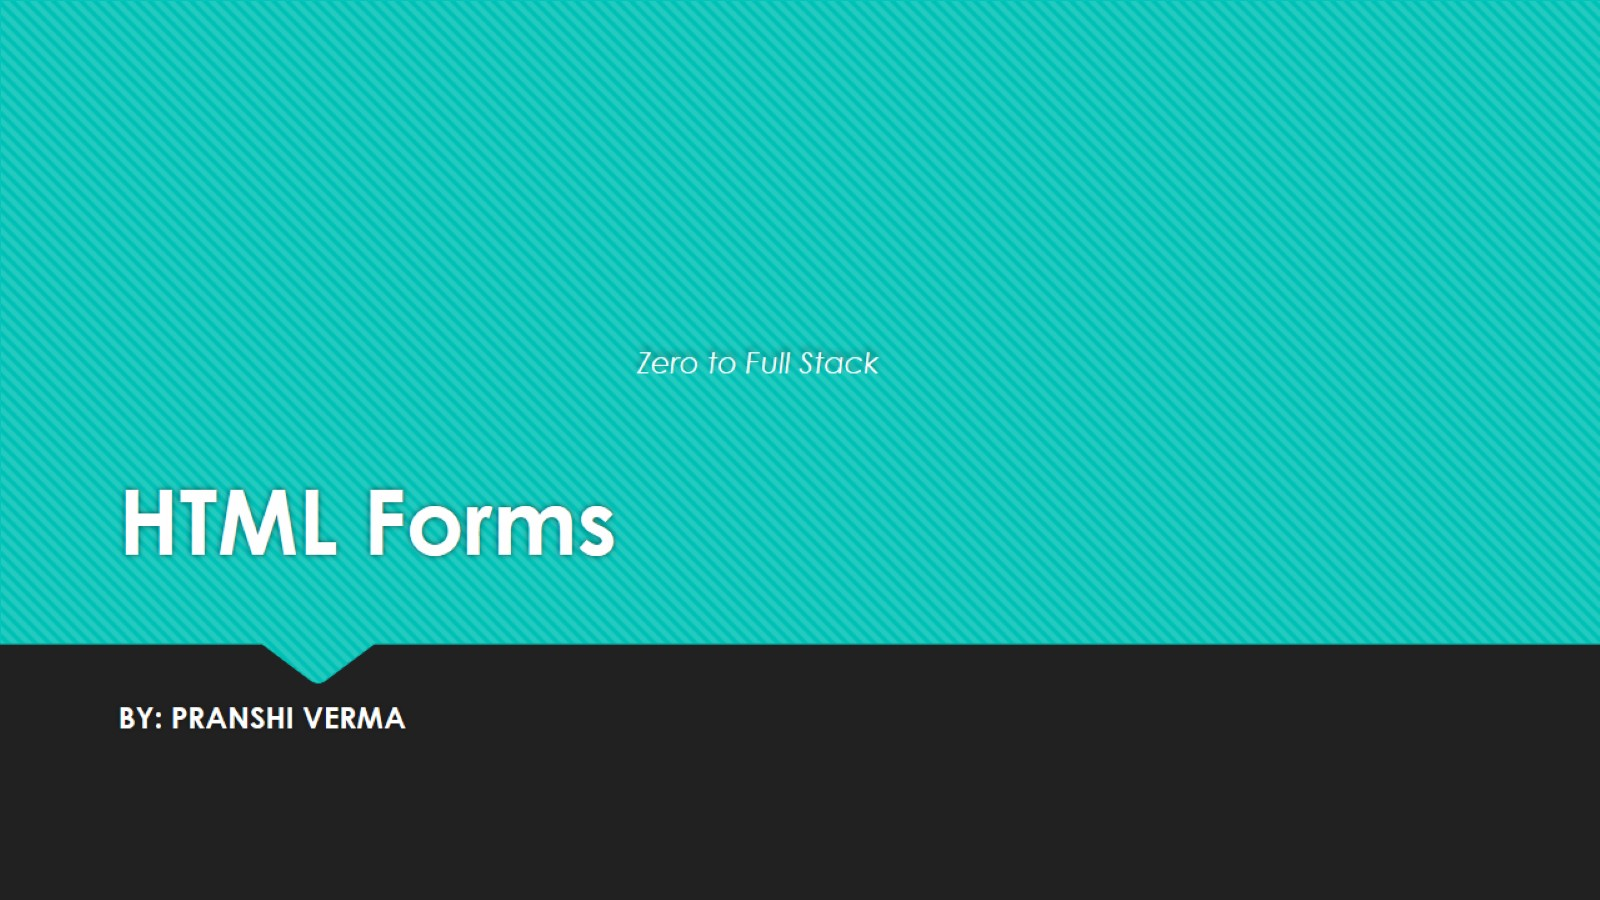 Zero to Full Stack
HTML Forms
BY: PRANSHI VERMA